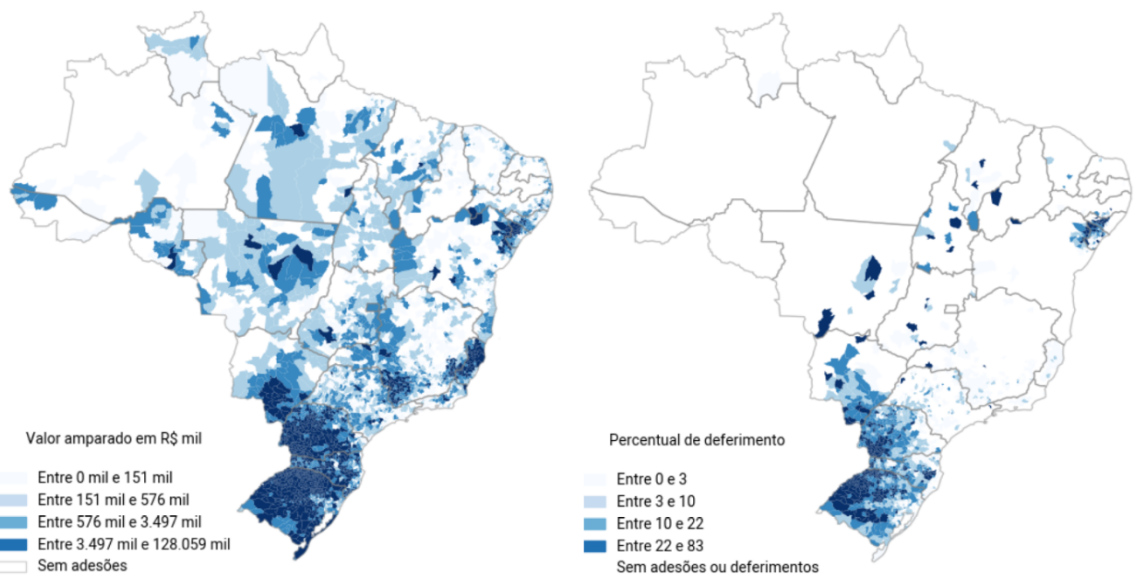 Valor amparado em R$ mil
Entre 0 mil e 151 mil
Entre 151 mil e 576 mil
Entre 576 mil e 3.497 mil
Entre 3.497 mil e 128.059 mil
Sem adesões
Percentual de deferimento
Entre 0 e 3
Entre 3 e 10
Entre 10 e 22
Entre 22 e 83
Sem adesões ou deferimentos